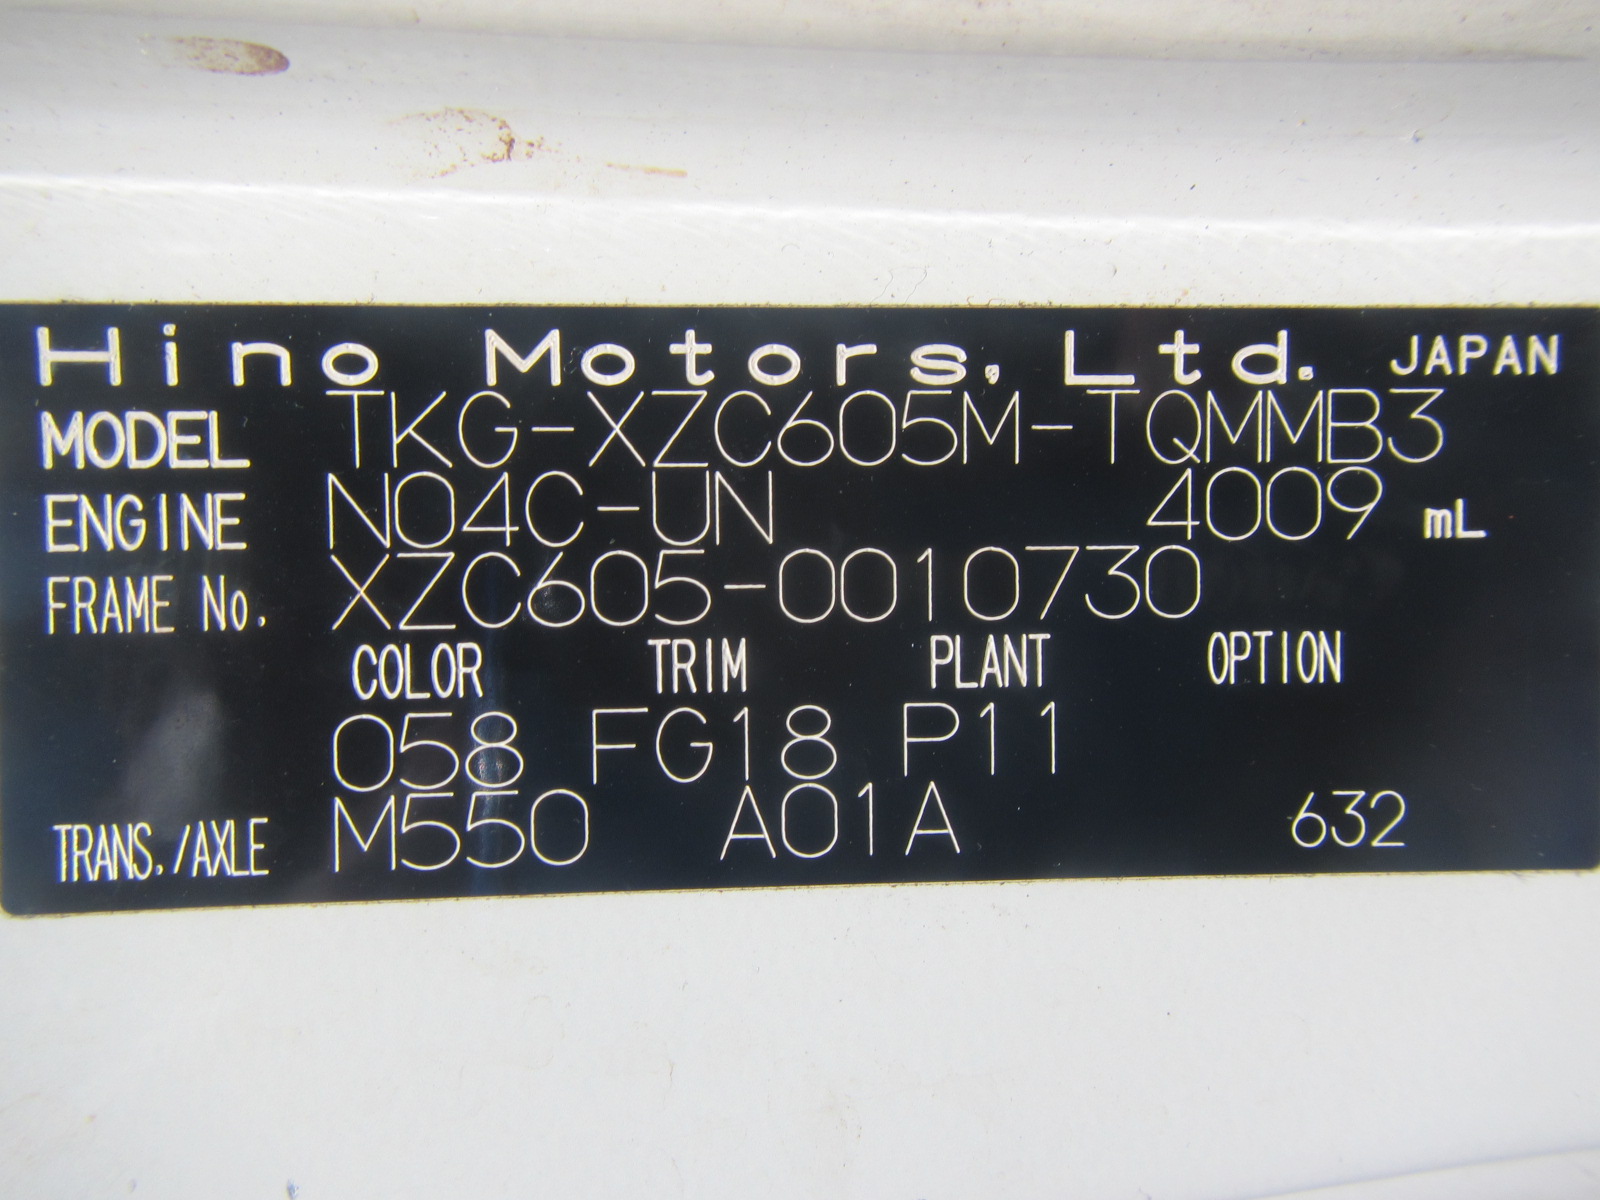 Hino Motors, Ltd. JAPAN
MODEL TKG-XZC605M-TQMMB3
ENGINE N04C-UN 4009 mL
FRAME No. XZC605-0010730
COLOR TRIM PLANT OPTION
058 FG18 P11
TRANS./AXLE M550 A01A 632